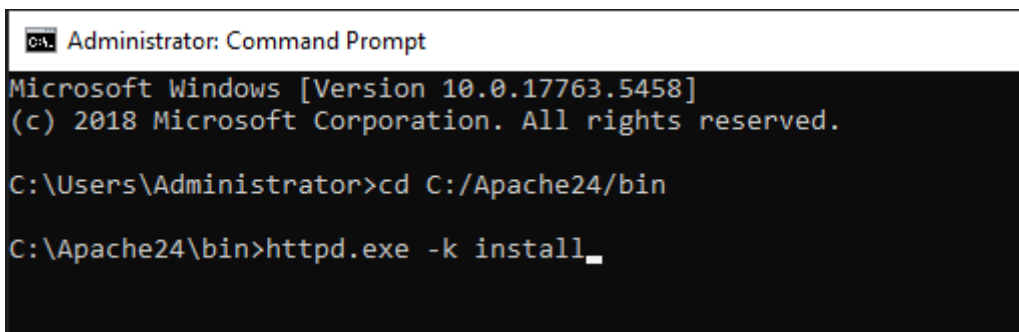 Administrator: Command Prompt
Microsoft Windows [Version 10.0.17763.5458]
(c) 2018 Microsoft Corporation. All rights reserved.
C:\Users\Administrator>cd C:/Apache24/bin
C:\Apache24\bin>httpd.exe -k install